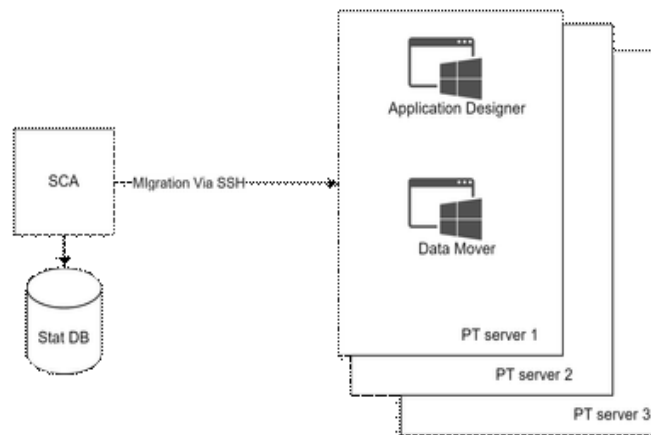 Application Designer
SCA
MIgration Via SSH
Data Mover
Stat DB
PT server 1
PT server 2
PT server 3